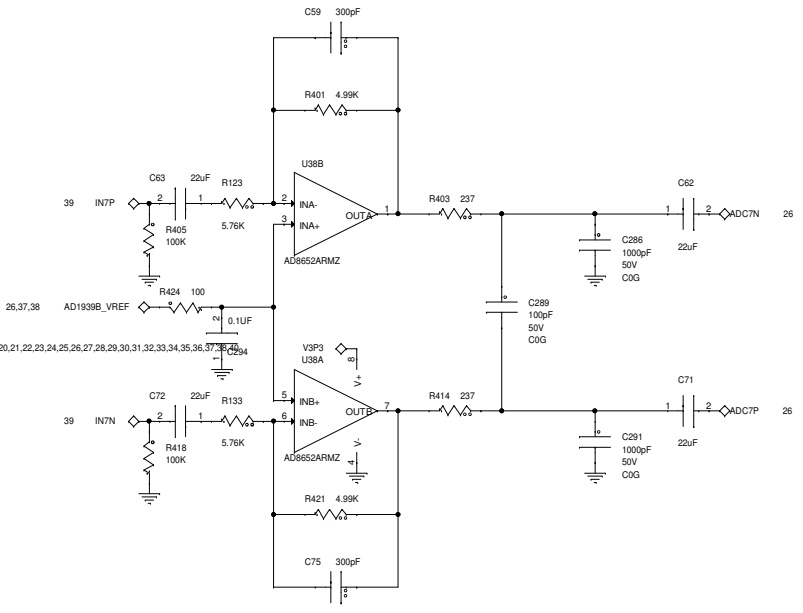 C59 300pF
R401 4.99K
U38B
C63 22uF R123
39 IN7P 2 1 2 INA- 1 R403 237 C62
3 INA+ OUTA 1 2 ADC7N 26
R405
100K
5.76K
AD8652ARMZ
22uF
C286
1000pF
50V
C0G
R424 100
26,37,38 AD1939B_VREF
2 0.1UF
C289
100pF
50V
C0G
20,21,22,23,24,25,26,27,28,29,30,31,32,33,34,35,36,37,38,40
1 C294
V3P3
U38A
8 V+
C72 22uF R133
39 IN7N 2 1 5 INB+ 7 R414 237 C71
6 INB- OUTB 1 2 ADC7P 26
R418
100K
5.76K
AD8652ARMZ
V- 4
22uF
C291
1000pF
50V
C0G
R421 4.99K
C75 300pF